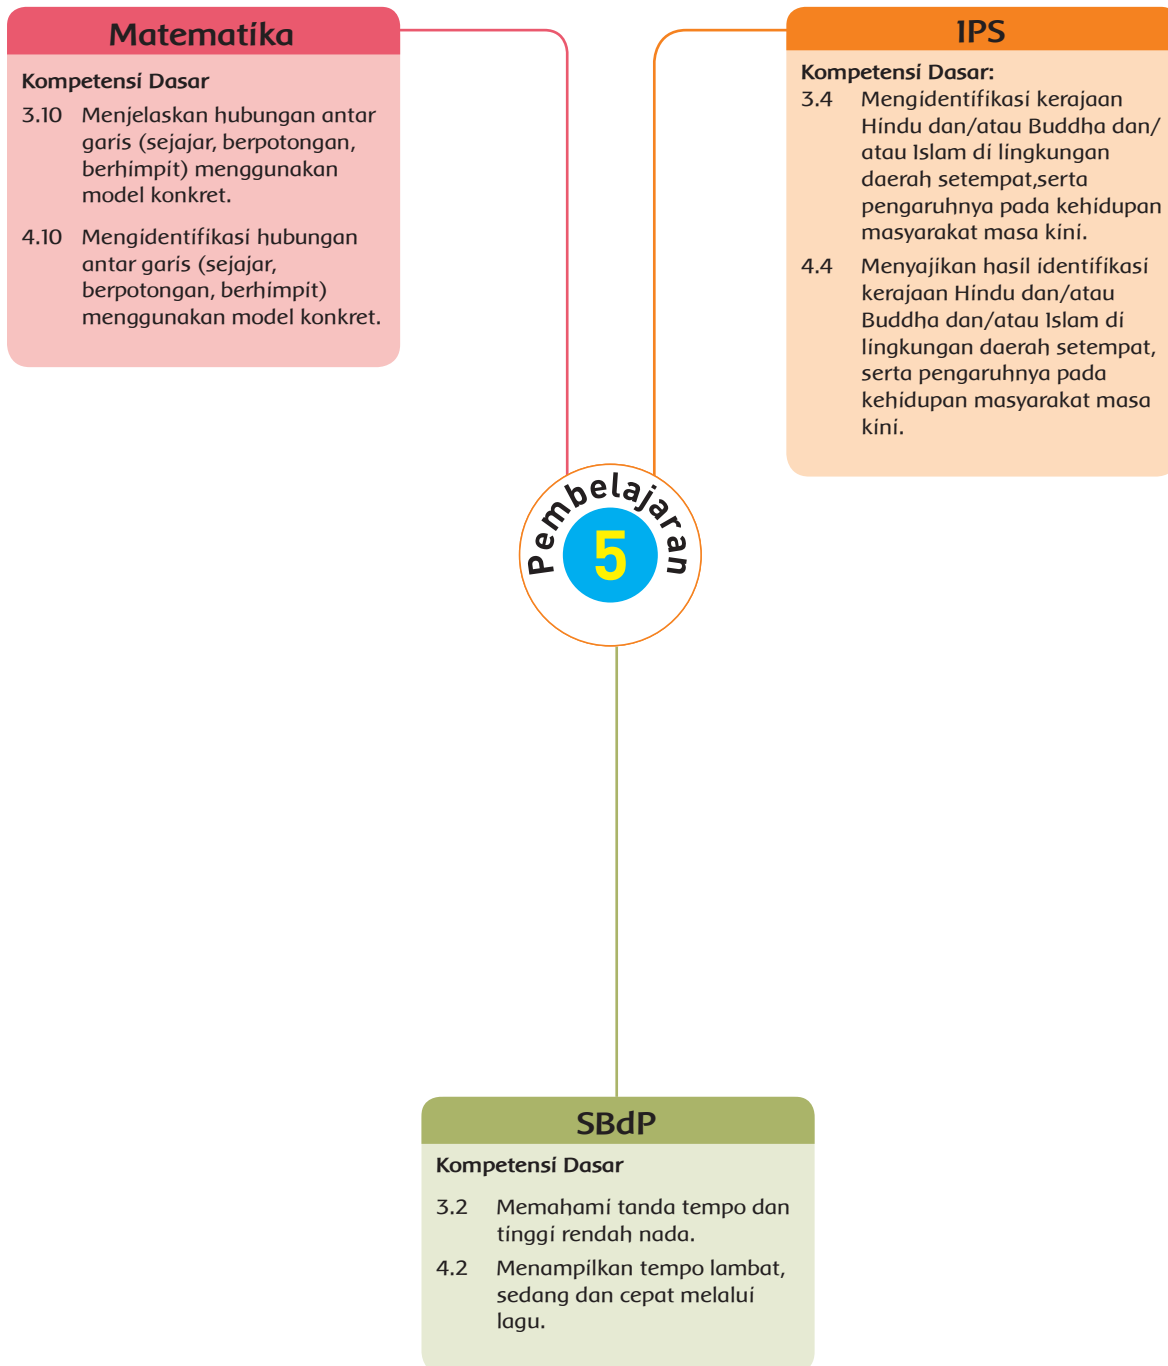 Matematika
Kompetensi Dasar
3.10 Menjelaskan hubungan antar
garis (sejajar, berpotongan,
berhimpit) menggunakan
model konkret.
4.10 Mengidentifikasi hubungan
antar garis (sejajar,
berpotongan, berhimpit)
menggunakan model konkret.
IPS
Kompetensi Dasar:
3.4 Mengidentifikasi kerajaan
Hindu dan/atau Buddha dan/
atau Islam di lingkungan
daerah setempat,serta
pengaruhnya pada kehidupan
masyarakat masa kini.
4.4 Menyajikan hasil identifikasi
kerajaan Hindu dan/atau
Buddha dan/atau Islam di
lingkungan daerah setempat,
serta pengaruhnya pada
kehidupan masyarakat masa
kini.
Pembelajaran
5
SBdP
Kompetensi Dasar
3.2 Memahami tanda tempo dan
tinggi rendah nada.
4.2 Menampilkan tempo lambat,
sedang dan cepat melalui
lagu.